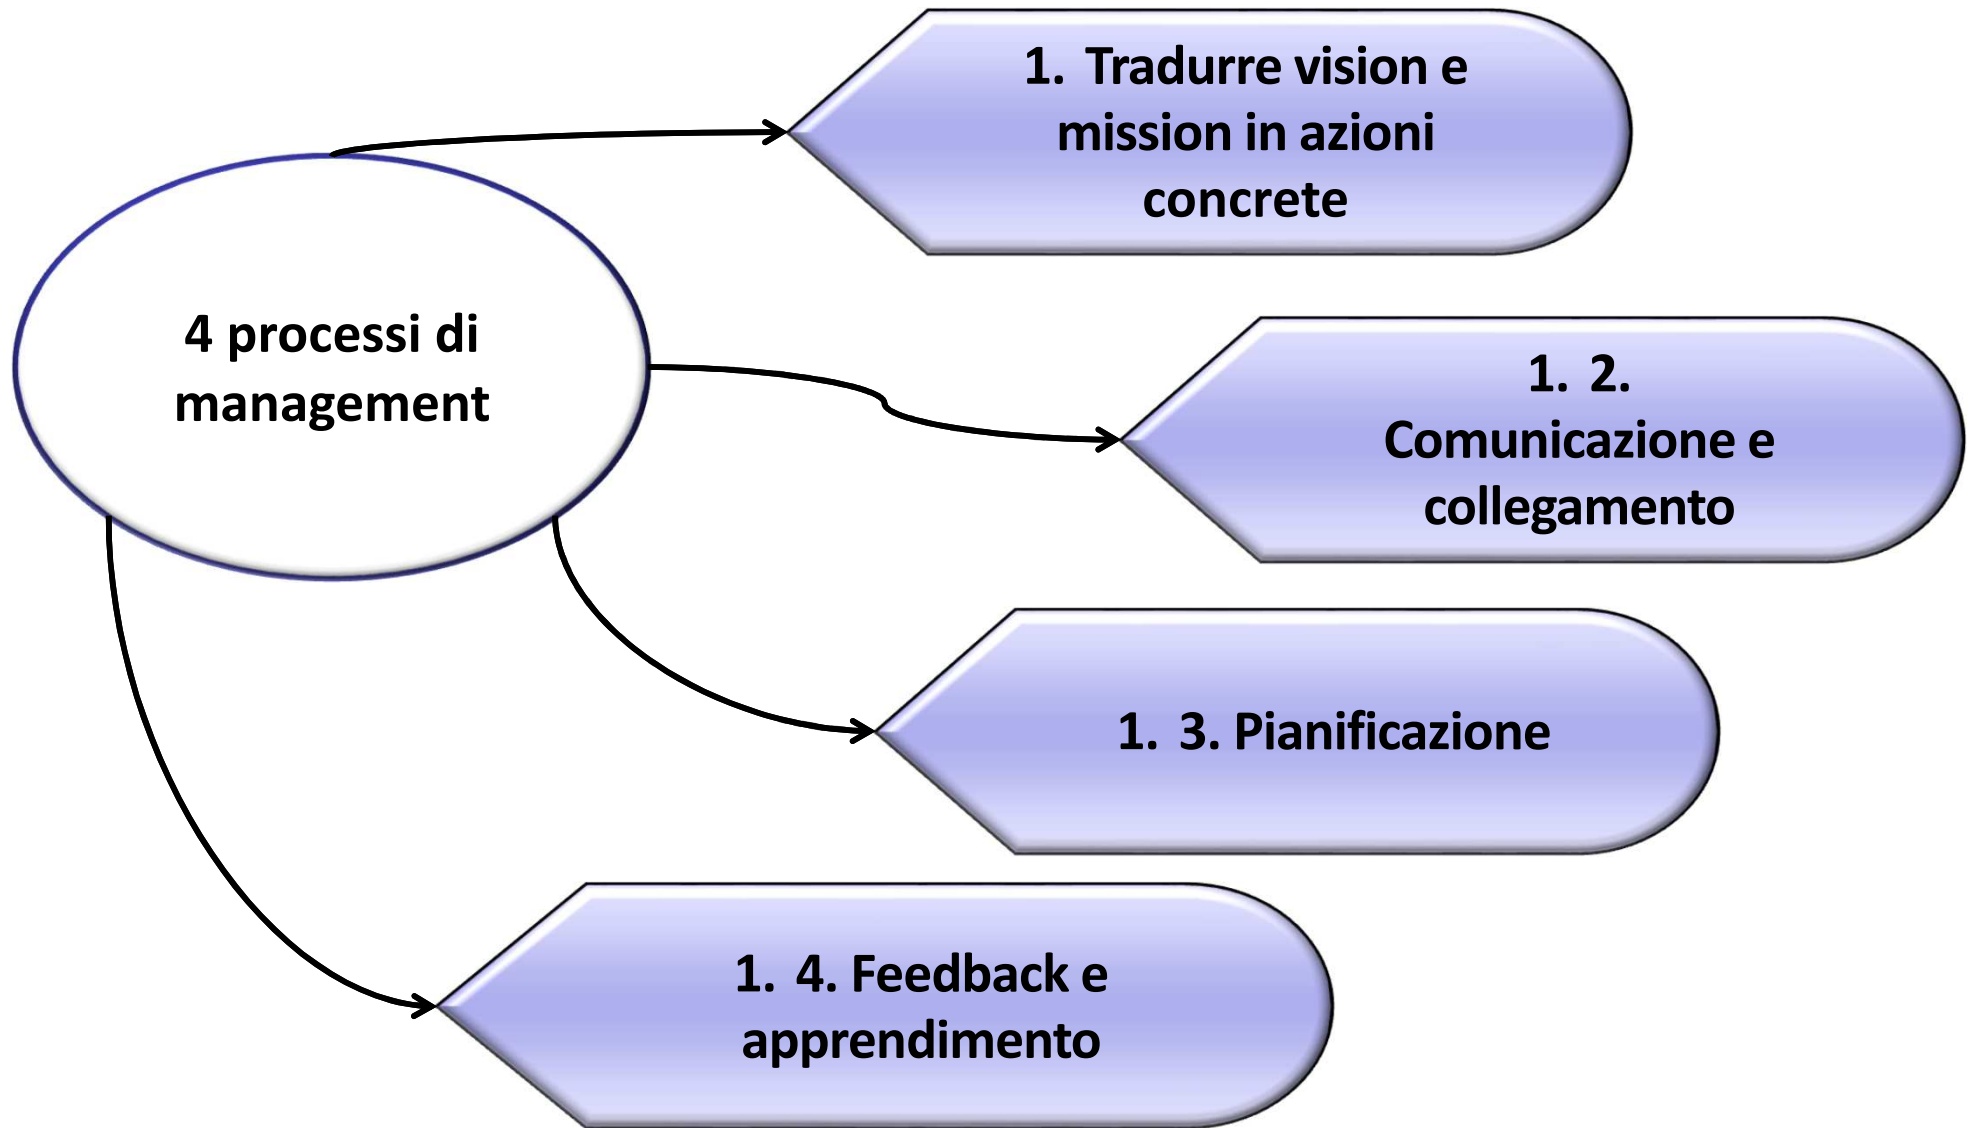 1. Tradurre vision e
mission in azioni
concrete
4 processi di
management
1. 2.
Comunicazione e
collegamento
1. 3. Pianificazione
1. 4. Feedback e
apprendimento